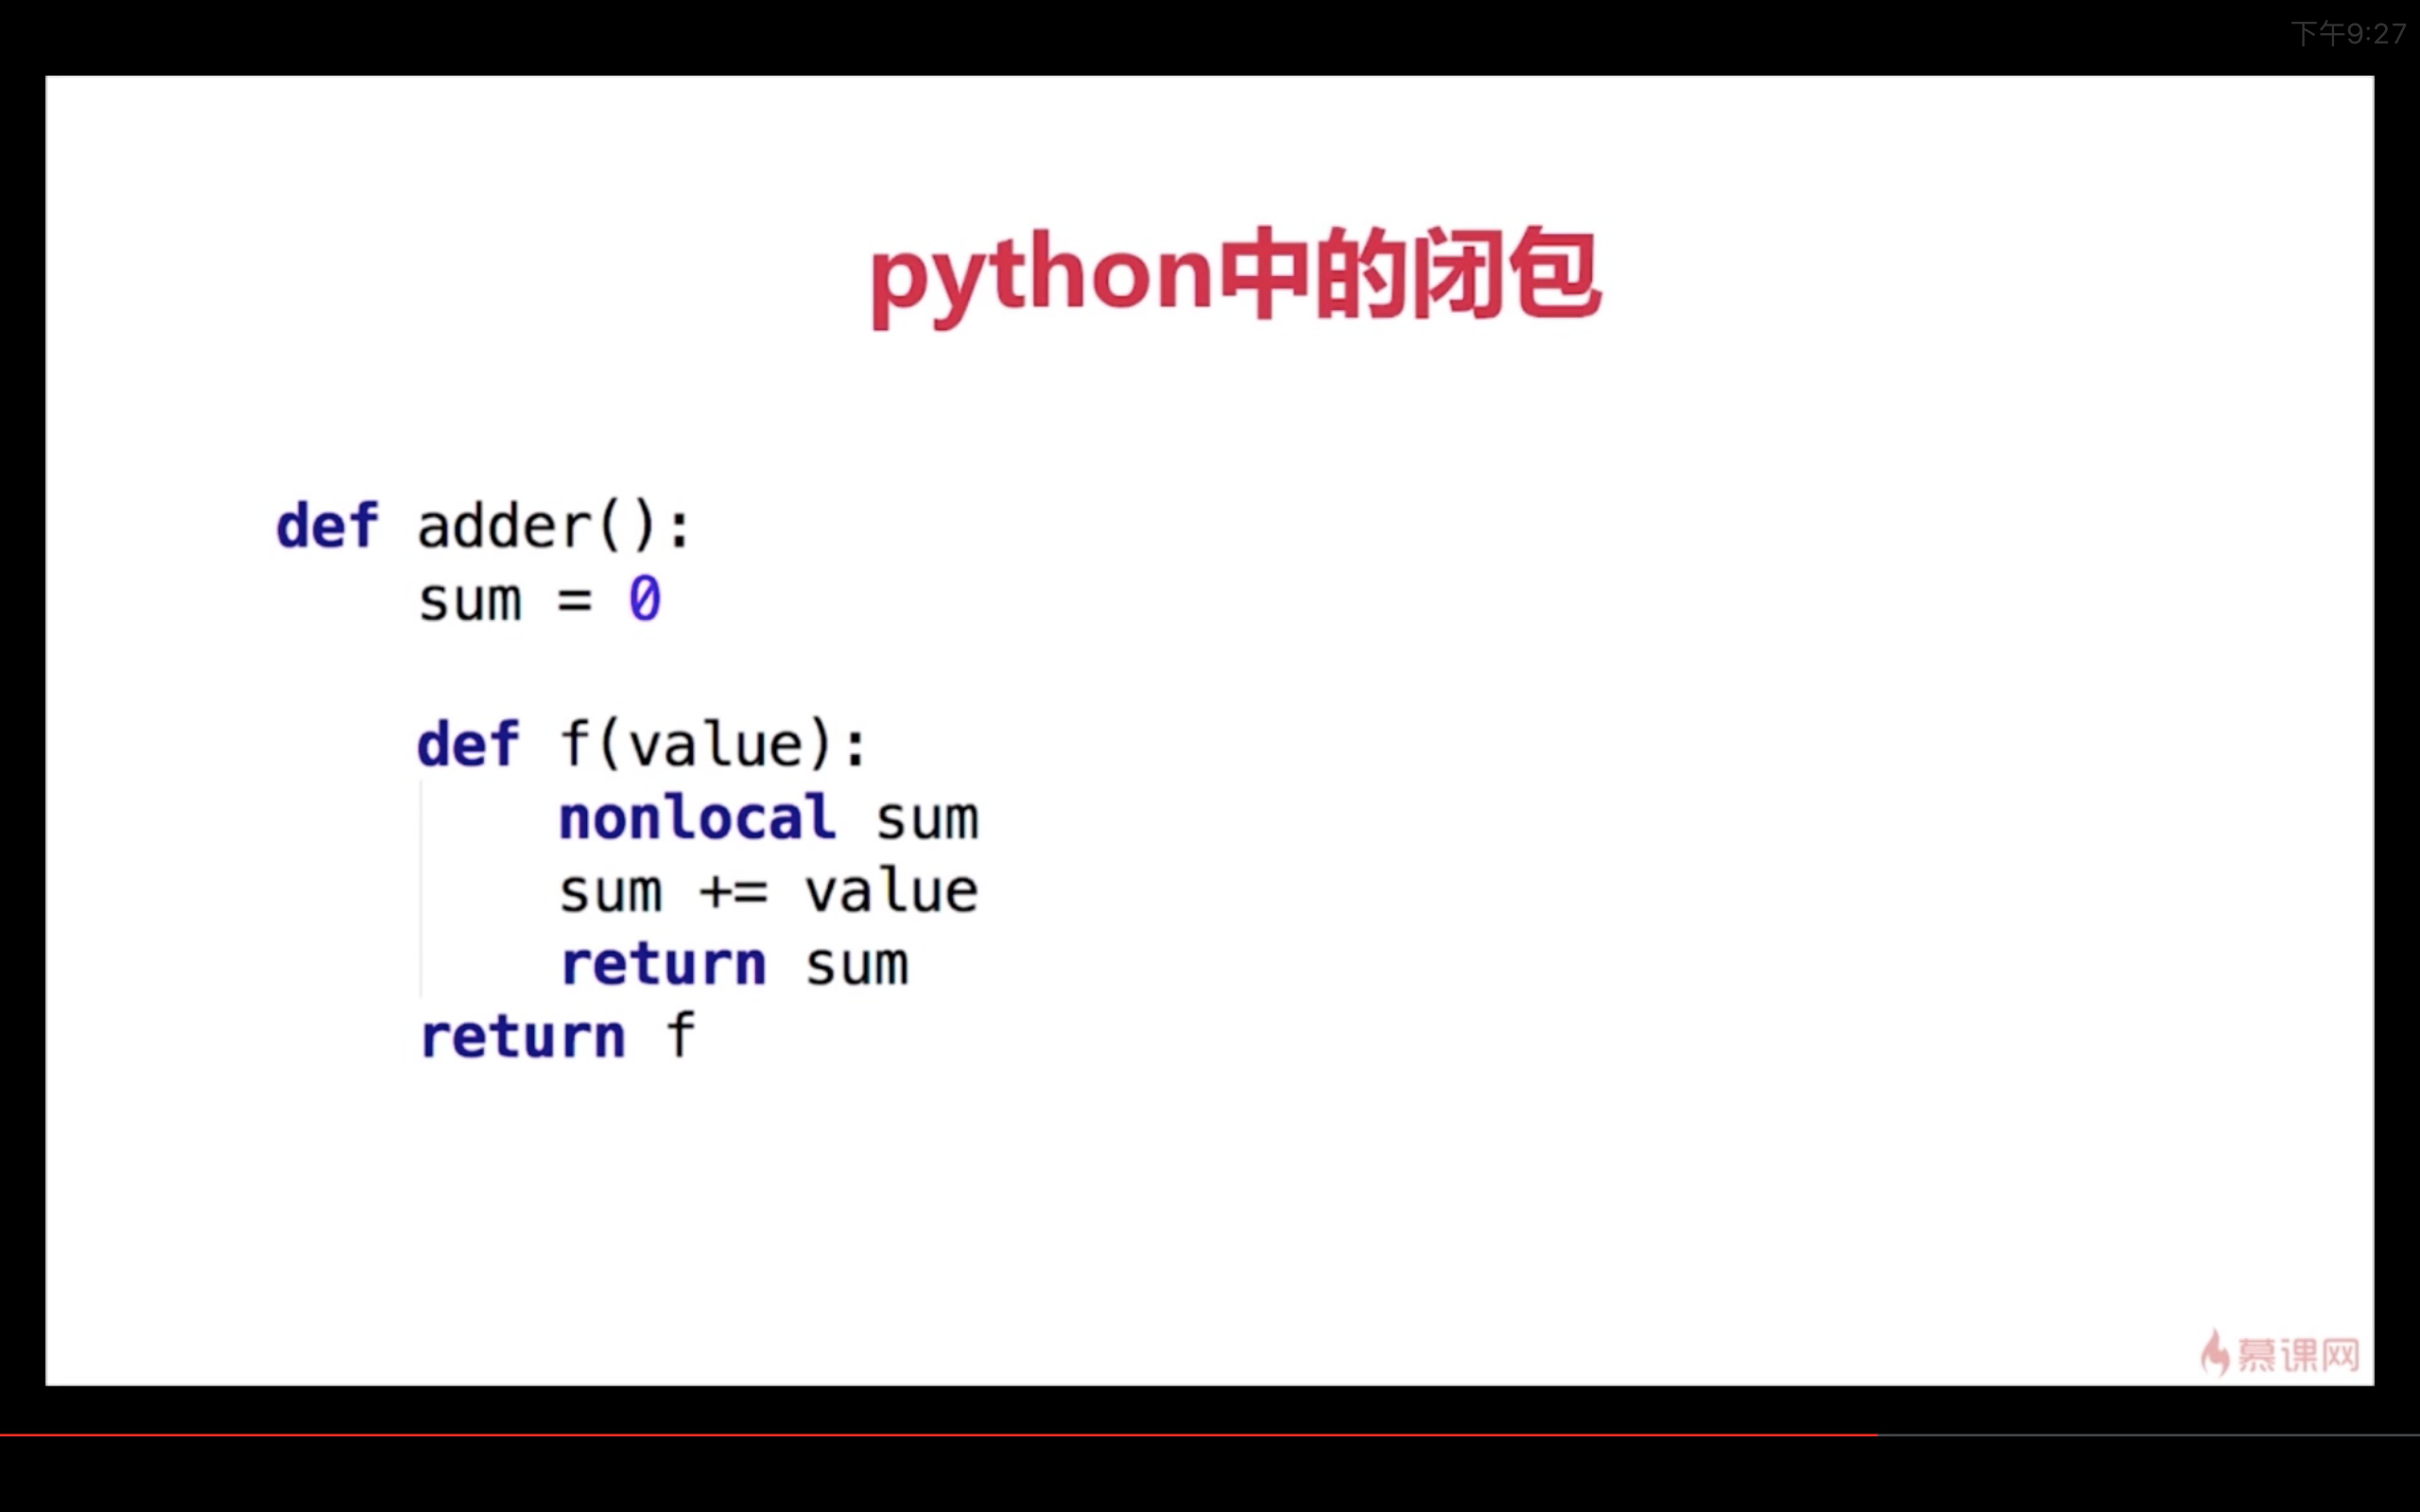 下午9:27
python中的闭包
def adder():
    sum = 0
    def f(value):
        nonlocal sum
        sum += value
        return sum
    return f
慕课网